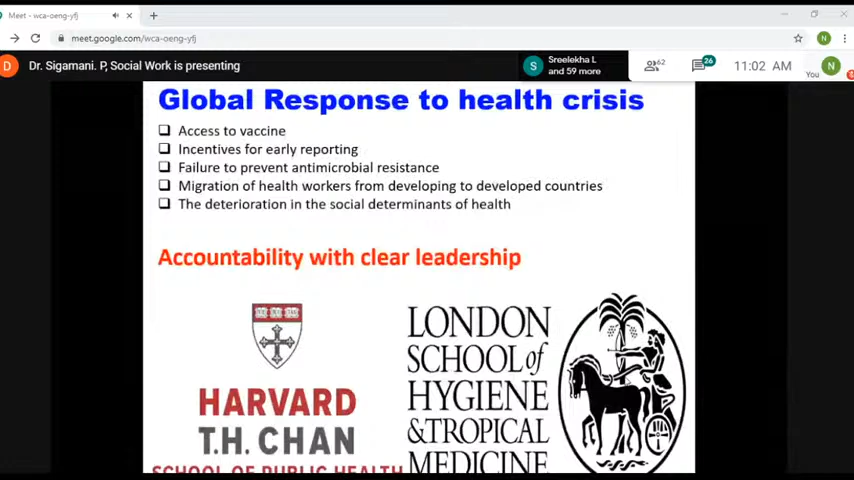 Meet - wca-oeng-yfj
meet.google.com/wca-oeng-yfj
N
D
Dr. Sigamani. P, Social Work is presenting
S
Sreelekha L
and 59 more
62
26
11:02 AM
You
N
Global Response to health crisis
Access to vaccine
Incentives for early reporting
Failure to prevent antimicrobial resistance
Migration of health workers from developing to developed countries
The deterioration in the social determinants of health
Accountability with clear leadership
HARVARD
T.H. CHAN
SCHOOL OF PUBLIC HEALTH
LONDON
SCHOOL of
HYGIENE
& TROPICAL
MEDICINE